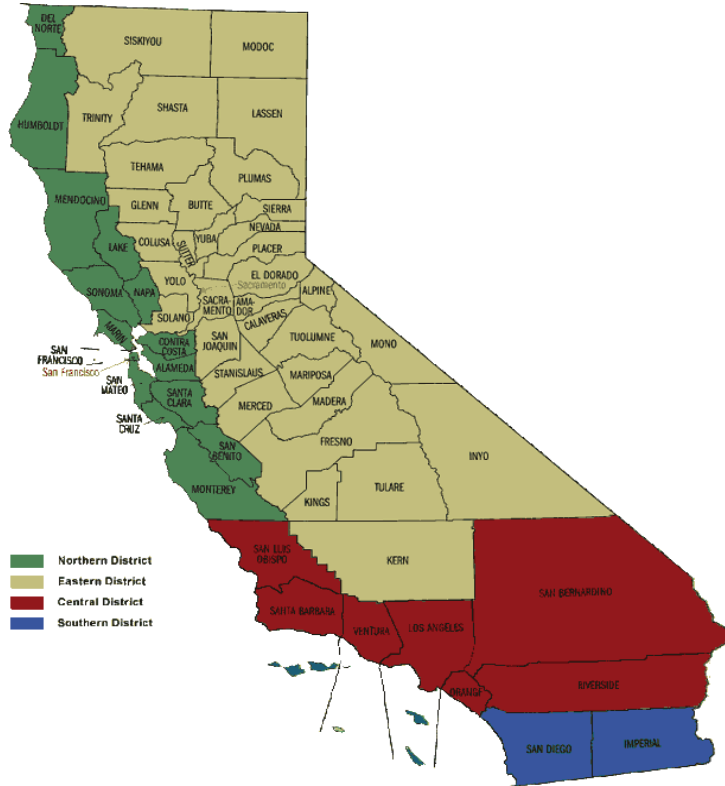 DEL
NORTE
SISKIYOU
MODOC
HUMBOLDT
TRINITY
SHASTA
LASSEN
TEHAMA
PLUMAS
MENDOCINO
GLENN
BUTTE
SIERRA
LAKE
COLUSA
SUTTER
YUBA
NEVADA
PLACER
SONOMA
NAPA
YOLO
EL DORADO
Sacramento
ALPINE
SOLANO
SACRA-
MENTO
AMA-
DOR
CALAVERAS
MARIN
SAN
FRANCISCO
San Francisco
CONTRA
COSTA
SAN
JOAQUIN
TUOLUMNE
MONO
ALAMEDA
SAN
MATEO
STANISLAUS
MARIPOSA
SANTA
CLARA
MERCED
MADERA
SANTA
CRUZ
SAN
BENITO
FRESNO
INYO
MONTEREY
KINGS
TULARE
SAN LUIS
OBISPO
KERN
SAN BERNARDINO
SANTA BARBARA
VENTURA
LOS ANGELES
ORANGE
RIVERSIDE
SAN DIEGO
IMPERIAL
Northern District
Eastern District
Central District
Southern District